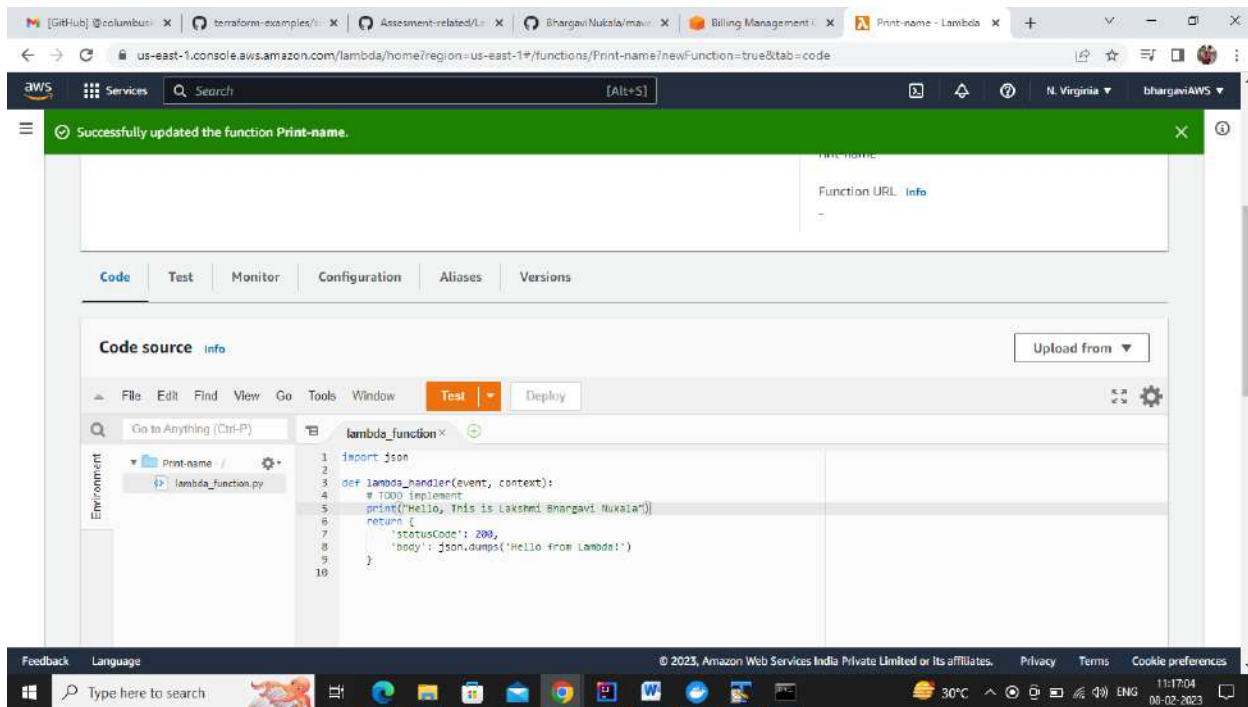 [GitHub] @columbus- terraform-examples/ Assesment-related/L BhargaviNukala/mave Billing Management Print-name - Lambda
us-east-1.console.aws.amazon.com/lambda/home?region=us-east-1#/functions/Print-name?newFunction=true&tab=code
aws Services Search [Alt+S] N. Virginia bhargaviAWS
Successfully updated the function Print-name.
Function URL Info
-
Code Test Monitor Configuration Aliases Versions
Code source Info Upload from
File Edit Find View Go Tools Window Test Deploy
Go to Anything (Ctrl-P) lambda_function
Environment
Print-name /
lambda_function.py
1 import json
2
3 def lambda_handler(event, context):
4 # TODO implement
5 print("Hello, This is Lakshmi Bhargavi Nukala")
6 return {
7 'statusCode': 200,
8 'body': json.dumps('Hello from Lambda!')
9 }
10
Feedback Language © 2023, Amazon Web Services India Private Limited or its affiliates. Privacy Terms Cookie preferences
Type here to search 30°C ENG 11:17:04
08-02-2023